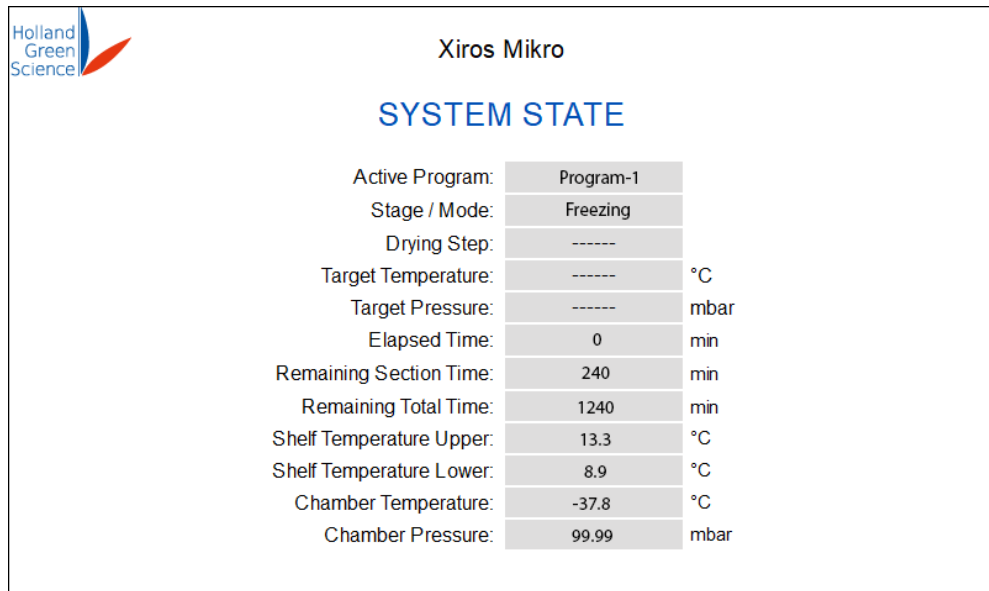 Holland
Green
Science
Xiros Mikro
SYSTEM STATE
Active Program: Program-1
Stage / Mode: Freezing
Drying Step: ------
Target Temperature: ------ °C
Target Pressure: ------ mbar
Elapsed Time: 0 min
Remaining Section Time: 240 min
Remaining Total Time: 1240 min
Shelf Temperature Upper: 13.3 °C
Shelf Temperature Lower: 8.9 °C
Chamber Temperature: -37.8 °C
Chamber Pressure: 99.99 mbar